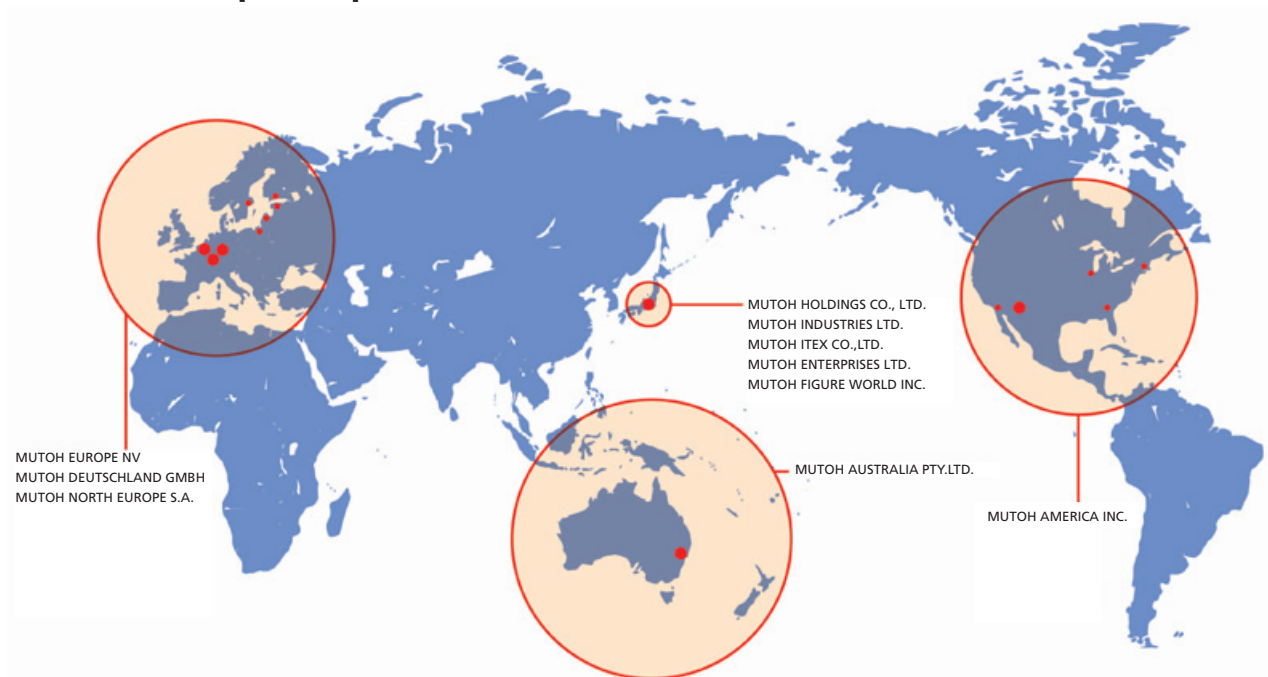 MUTOH HOLDINGS CO., LTD.
MUTOH INDUSTRIES LTD.
MUTOH ITEX CO.,LTD.
MUTOH ENTERPRISES LTD.
MUTOH FIGURE WORLD INC.
MUTOH EUROPE NV
MUTOH DEUTSCHLAND GMBH
MUTOH NORTH EUROPE S.A.
MUTOH AUSTRALIA PTY.LTD.
MUTOH AMERICA INC.